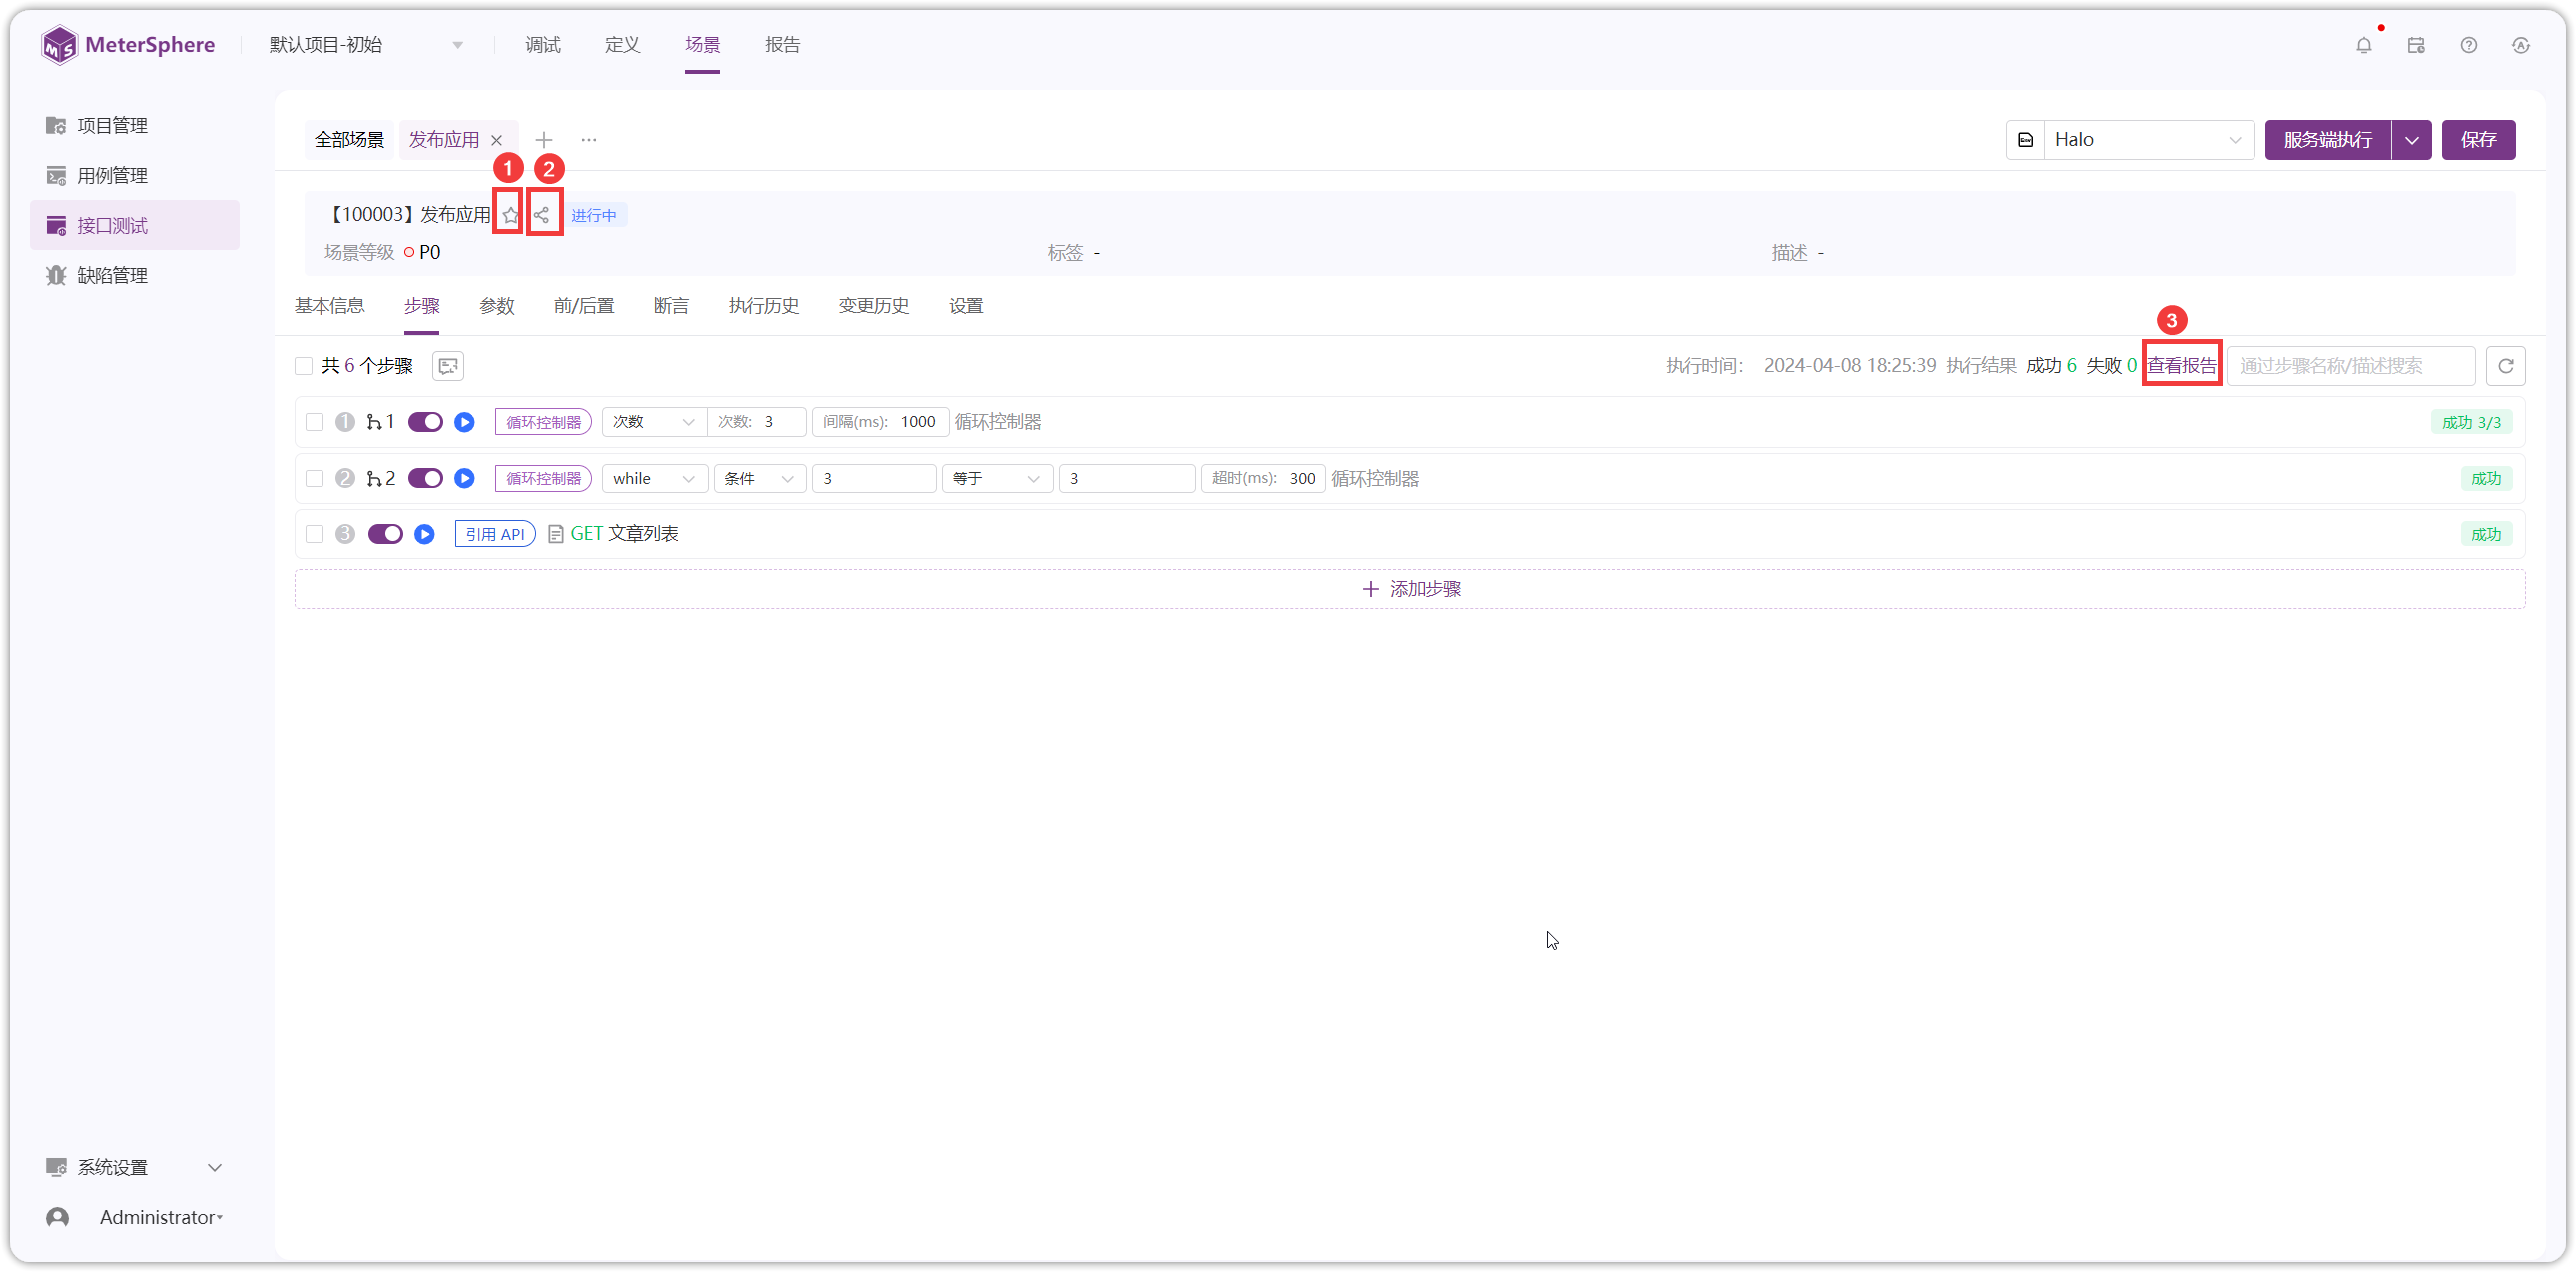 MeterSphere 默认项目-初始 调试 定义 场景 报告
项目管理
用例管理
接口测试
缺陷管理
全部场景 发布应用 Halo 服务端执行 保存
1 2
【100003】发布应用 进行中
场景等级 P0 标签 - 描述 -
基本信息 步骤 参数 前/后置 断言 执行历史 变更历史 设置
3
共 6 个步骤 执行时间： 2024-04-08 18:25:39 执行结果 成功 6 失败 0 查看报告 通过步骤名称/描述搜索
1 1 循环控制器 次数 次数: 3 间隔(ms): 1000 循环控制器 成功 3/3
2 2 循环控制器 while 条件 3 等于 3 超时(ms): 300 循环控制器 成功
3 引用 API GET 文章列表 成功
添加步骤
系统设置
Administrator